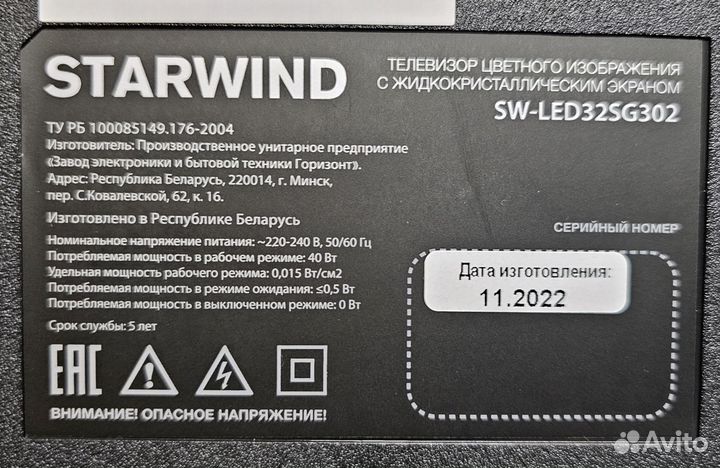 STARWIND
ТЕЛЕВИЗОР ЦВЕТНОГО ИЗОБРАЖЕНИЯ
С ЖИДКОКРИСТАЛЛИЧЕСКИМ ЭКРАНОМ
SW-LED32SG302
ТУ РБ 100085149.176-2004
Изготовитель: Производственное унитарное предприятие
«Завод электроники и бытовой техники Горизонт».
Адрес: Республика Беларусь, 220014, г. Минск,
пер. С.Ковалевской, 62, к. 16.
Изготовлено в Республике Беларусь
Номинальное напряжение питания: ~220-240 В, 50/60 Гц
Потребляемая мощность в рабочем режиме: 40 Вт
Удельная мощность рабочего режима: 0,015 Вт/см2
Потребляемая мощность в режиме ожидания: ≤0,5 Вт
Потребляемая мощность в выключенном режиме: 0 Вт
Срок службы: 5 лет
СЕРИЙНЫЙ НОМЕР
Дата изготовления:
11.2022
EAC
ВНИМАНИЕ! ОПАСНОЕ НАПРЯЖЕНИЕ!
Avito